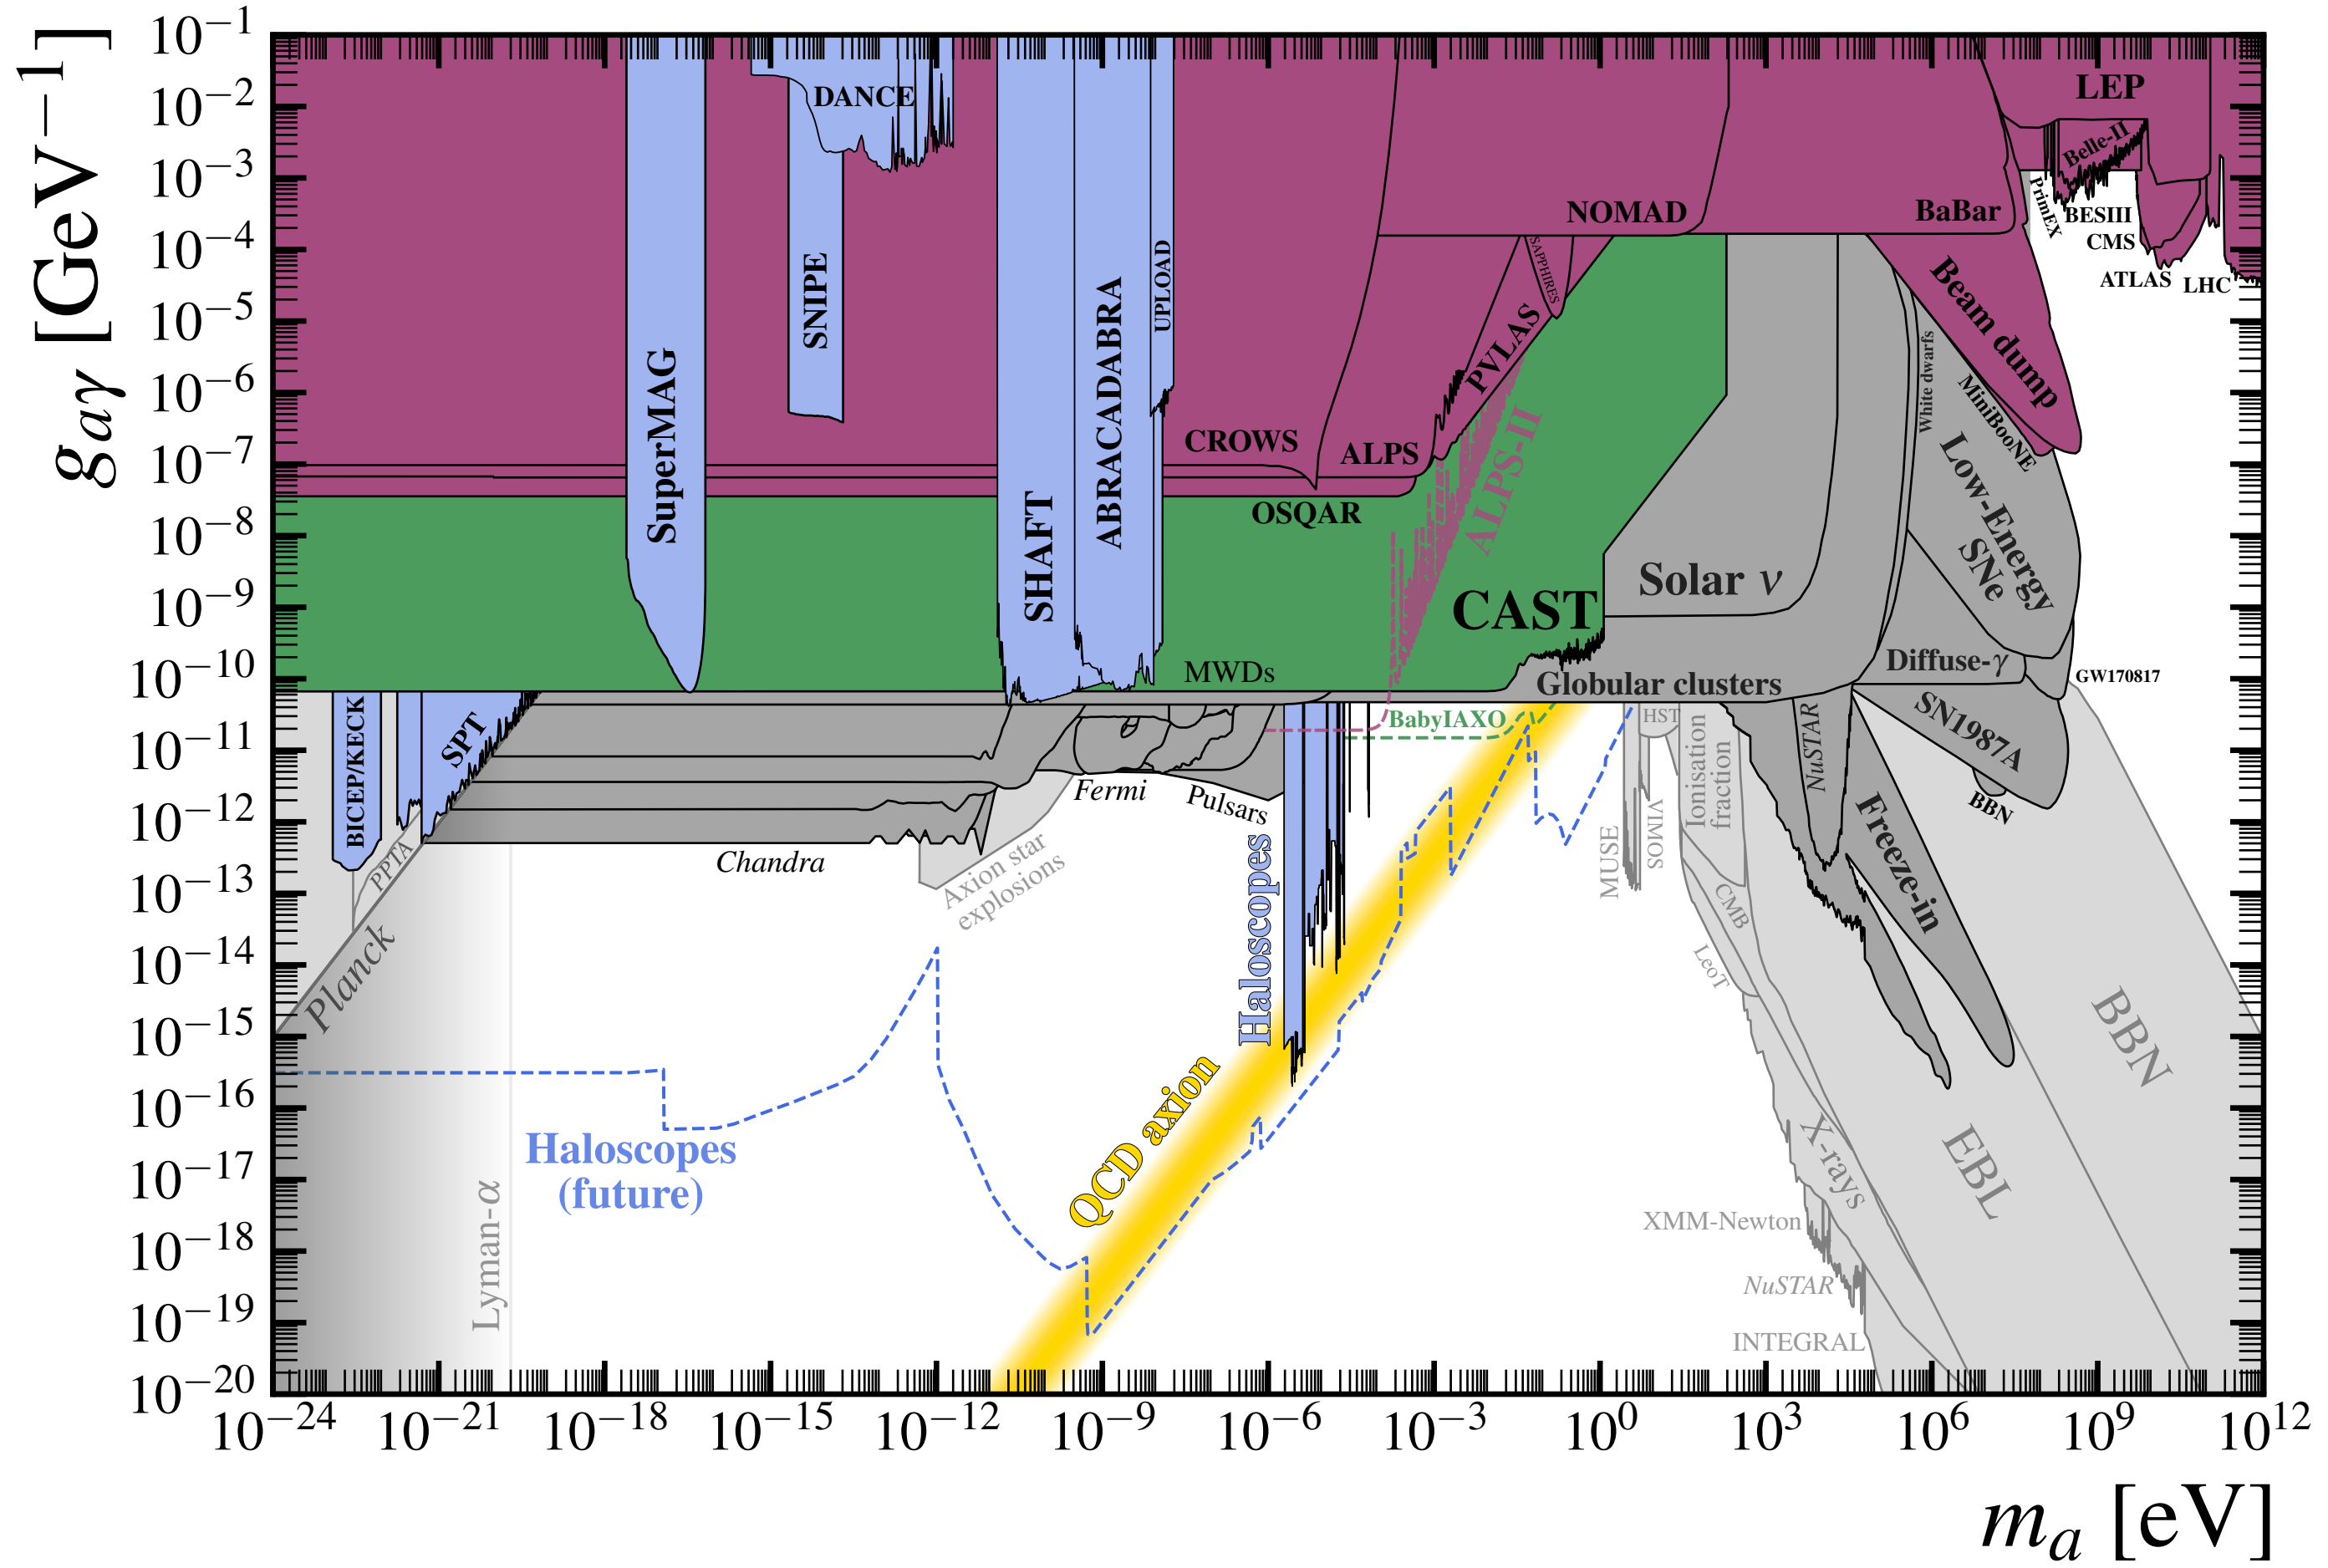 g_{aγ} [GeV^{−1}]
10^{−1}
10^{−2}
10^{−3}
10^{−4}
10^{−5}
10^{−6}
10^{−7}
10^{−8}
10^{−9}
10^{−10}
10^{−11}
10^{−12}
10^{−13}
10^{−14}
10^{−15}
10^{−16}
10^{−17}
10^{−18}
10^{−19}
10^{−20}
DANCE
LEP
Belle-II
PrimEX
BESIII
CMS
ATLAS
LHC
NOMAD
BaBar
SAPPHIRES
SNIPE
UPLOAD
SuperMAG
SHAFT
ABRACADABRA
PVLAS
Beam dump
White dwarfs
MiniBooNE
CROWS
ALPS
OSQAR
ALPS-II
Low-Energy
SNe
CAST
Solar ν
MWDs
Globular clusters
Diffuse-γ
GW170817
BICEP/KECK
SPT
BabyIAXO
HST
NuSTAR
SN1987A
BBN
Fermi
Pulsars
Chandra
PPTA
Axion star
explosions
Haloscopes
MUSE
VIMOS
Ionisation
fraction
CMB
LeoT
Freeze-in
Planck
QCD axion
Haloscopes
(future)
Lyman-α
X-rays
EBL
BBN
XMM-Newton
NuSTAR
INTEGRAL
10^{−24}
10^{−21}
10^{−18}
10^{−15}
10^{−12}
10^{−9}
10^{−6}
10^{−3}
10^{0}
10^{3}
10^{6}
10^{9}
10^{12}
m_a [eV]